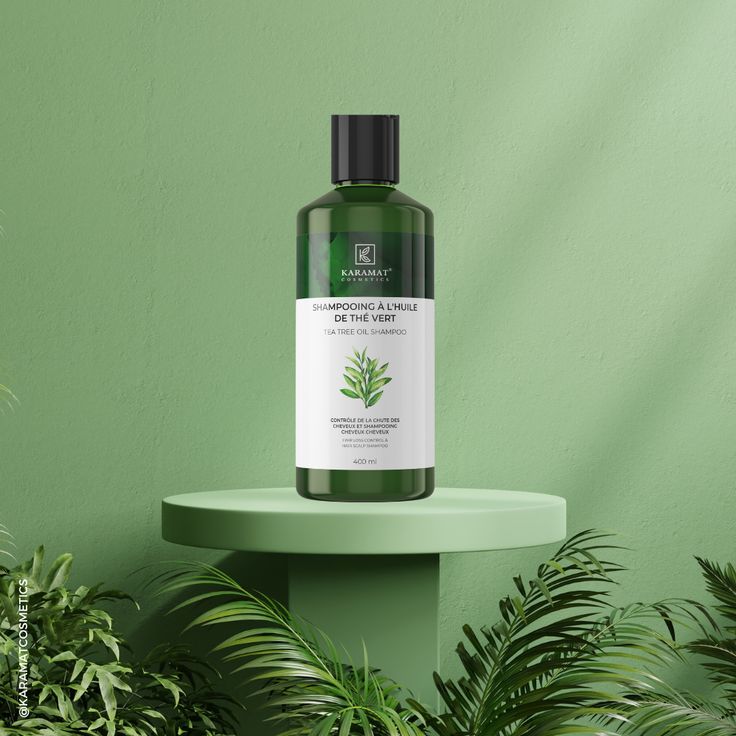 KARAMAT®
COSMETICS
SHAMPOOING À L'HUILE
DE THÉ VERT
TEA TREE OIL SHAMPOO
CONTRÔLE DE LA CHUTE DES
CHEVEUX ET SHAMPOOING
CHEVEUX CHEVEUX
LOSS CONTROL &
HAIR SCALP SHAMPOO
400 ml
@KARAMATCOSMETICS